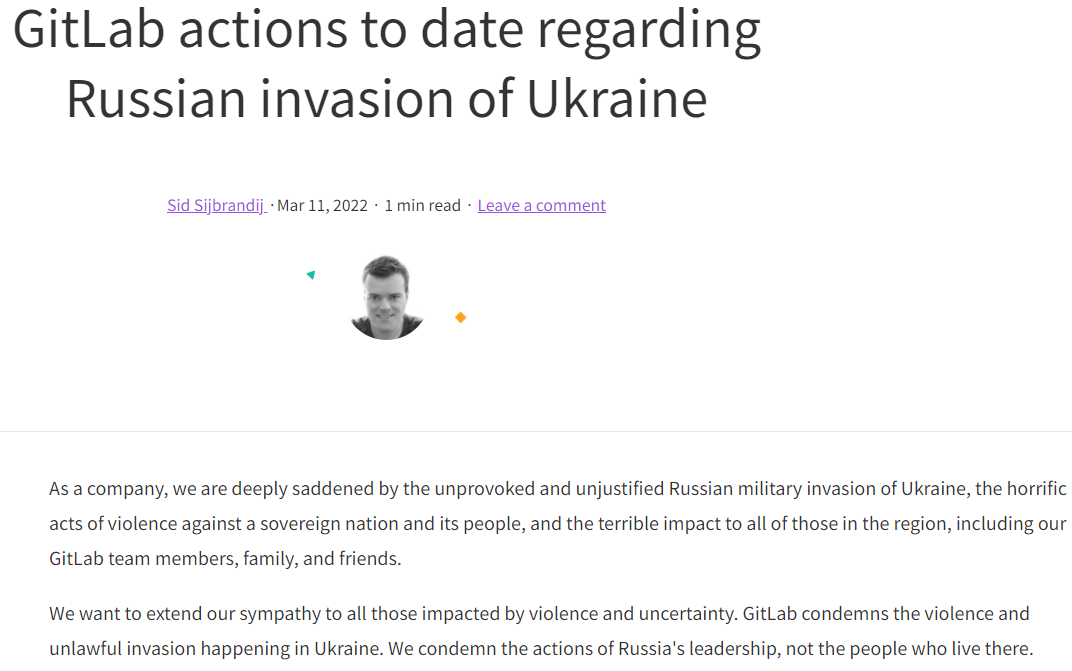 GitLab actions to date regarding
Russian invasion of Ukraine
Sid Sijbrandij · Mar 11, 2022 · 1 min read · Leave a comment
As a company, we are deeply saddened by the unprovoked and unjustified Russian military invasion of Ukraine, the horrific
acts of violence against a sovereign nation and its people, and the terrible impact to all of those in the region, including our
GitLab team members, family, and friends.
We want to extend our sympathy to all those impacted by violence and uncertainty. GitLab condemns the violence and
unlawful invasion happening in Ukraine. We condemn the actions of Russia's leadership, not the people who live there.